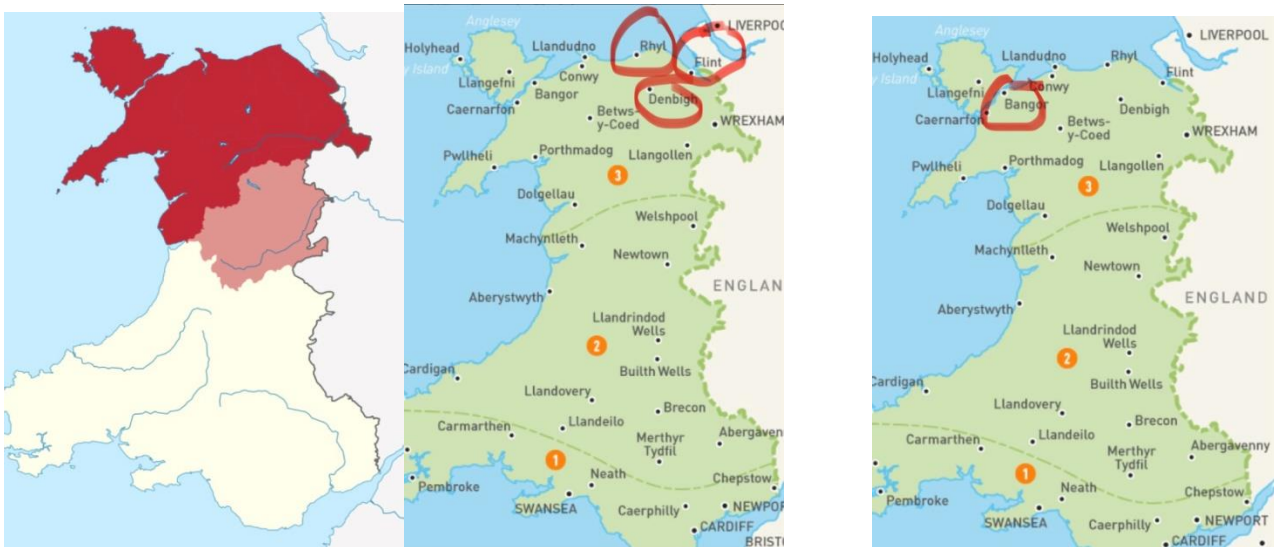 Anglesey
LIVERPOO
Holyhead
Llandudno
Rhyl
y Island
Conwy
Flint
Llangefni
Bangor
Denbigh
Caernarfon
Betws-
y-Coed
WREXHAM
Pwllheli
Porthmadog
Llangollen
3
Dolgellau
Welshpool
Machynlleth
Newtown
ENGLAN
Aberystwyth
Llandrindod
Wells
2
Cardigan
Builth Wells
Llandovery
Brecon
Carmarthen
Llandeilo
Merthyr
Tydfil
Abergaven
1
Neath
Chepstow
Pembroke
SWANSEA
Caerphilly
NEWPOR
CARDIFF
BRIST
Anglesey
LIVERPOOL
Holyhead
Llandudno
Rhyl
y Island
Conwy
Flint
Llangefni
Bangor
Denbigh
Caernarfon
Betws-
y-Coed
WREXHAM
Pwllheli
Porthmadog
Llangollen
3
Dolgellau
Welshpool
Machynlleth
Newtown
ENGLAND
Aberystwyth
Llandrindod
Wells
2
Cardigan
Builth Wells
Llandovery
Brecon
Carmarthen
Llandeilo
Merthyr
Tydfil
Abergavenny
1
Neath
Chepstow
Pembroke
SWANSEA
Caerphilly
NEWPORT
CARDIFF